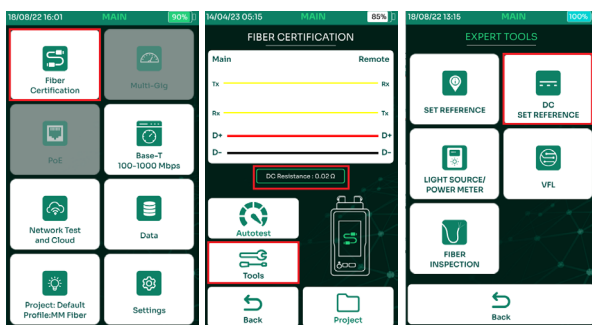 18/08/22 16:01 MAIN 90%
Fiber
Certification
Multi-Gig
PoE
Base-T
100-1000 Mbps
Network Test
and Cloud
Data
Project: Default
Profile:MM Fiber
Settings
14/04/23 05:15 MAIN 85%
FIBER CERTIFICATION
Main Remote
Tx Rx
Rx Tx
D+ D+
D- D-
DC Resistance : 0.02 Ω
Autotest
Tools
Back
Project
18/08/22 13:15 MAIN 100%
EXPERT TOOLS
SET REFERENCE
DC
SET REFERENCE
LIGHT SOURCE/
POWER METER
VFL
FIBER
INSPECTION
Back